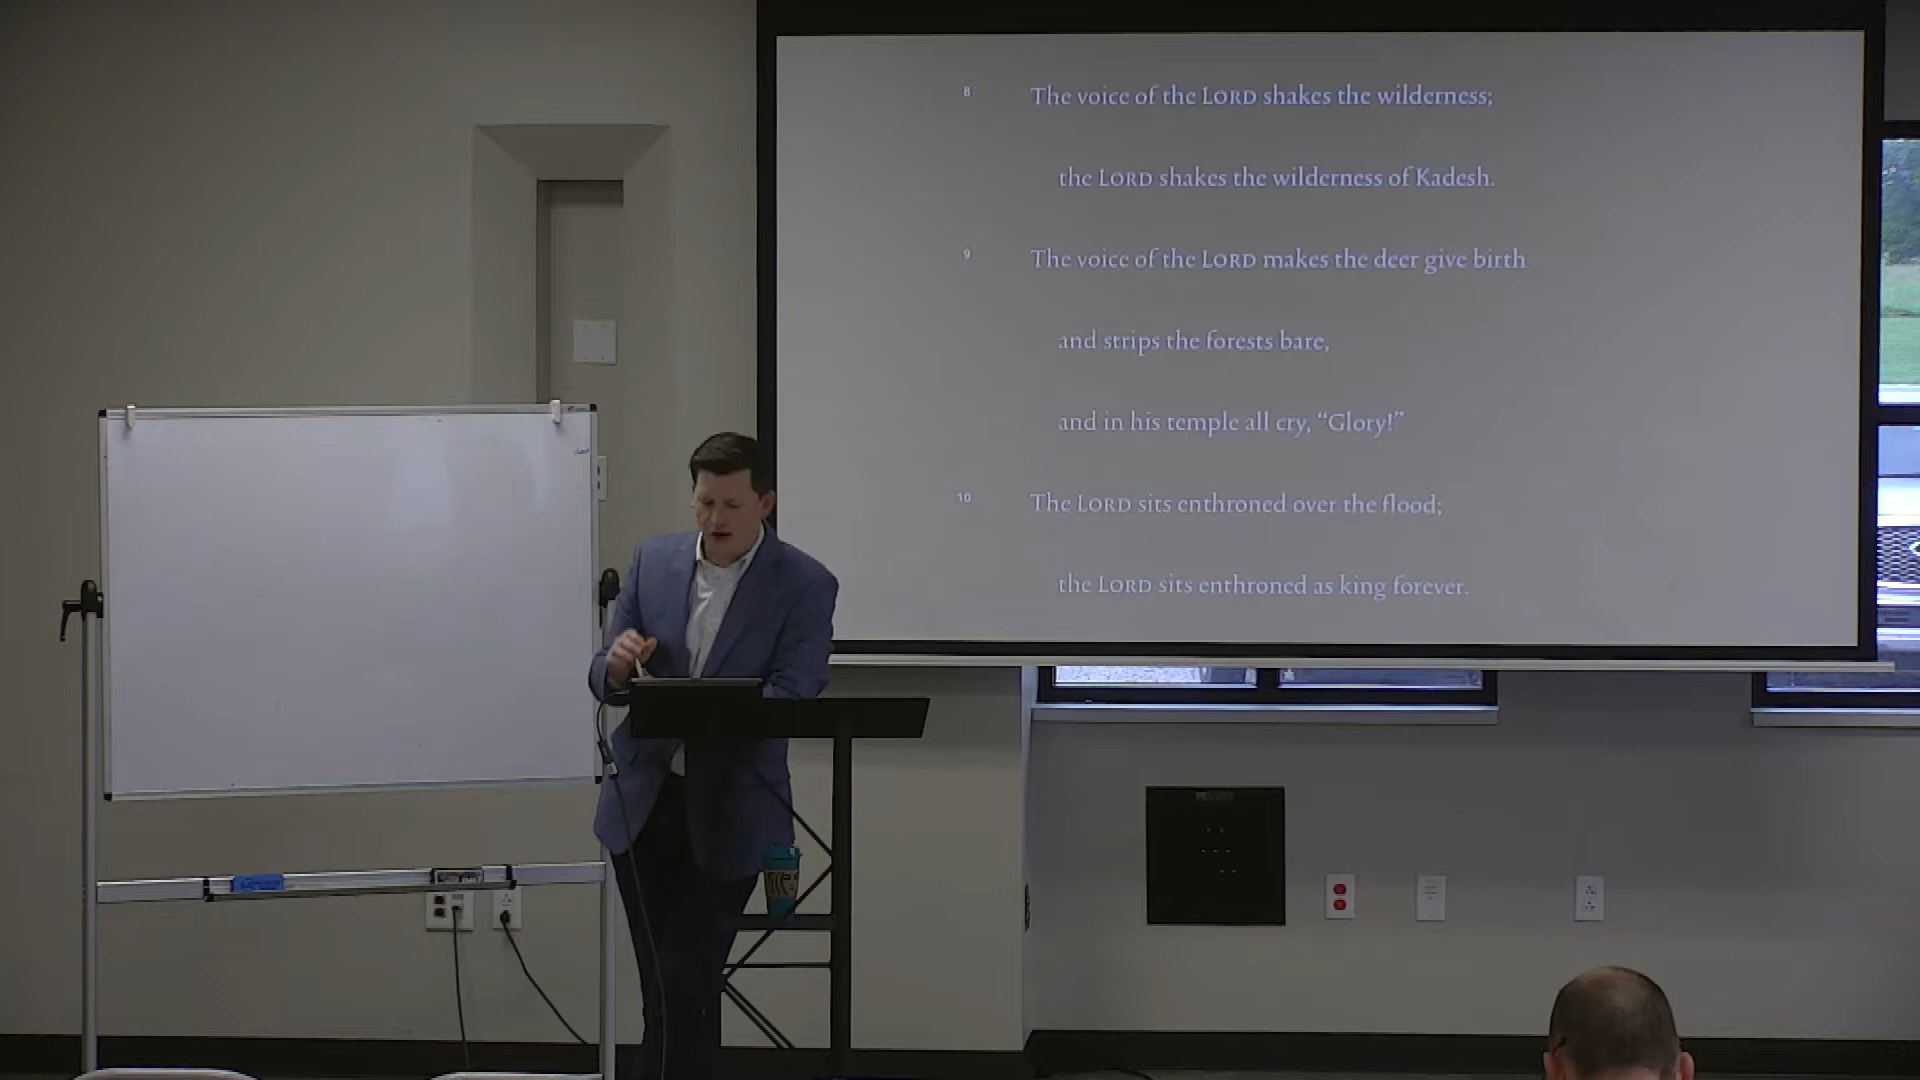 8 The voice of the LORD shakes the wilderness;
the LORD shakes the wilderness of Kadesh.
9 The voice of the LORD makes the deer give birth
and strips the forests bare,
and in his temple all cry, “Glory!”
10 The LORD sits enthroned over the flood;
the LORD sits enthroned as king forever.